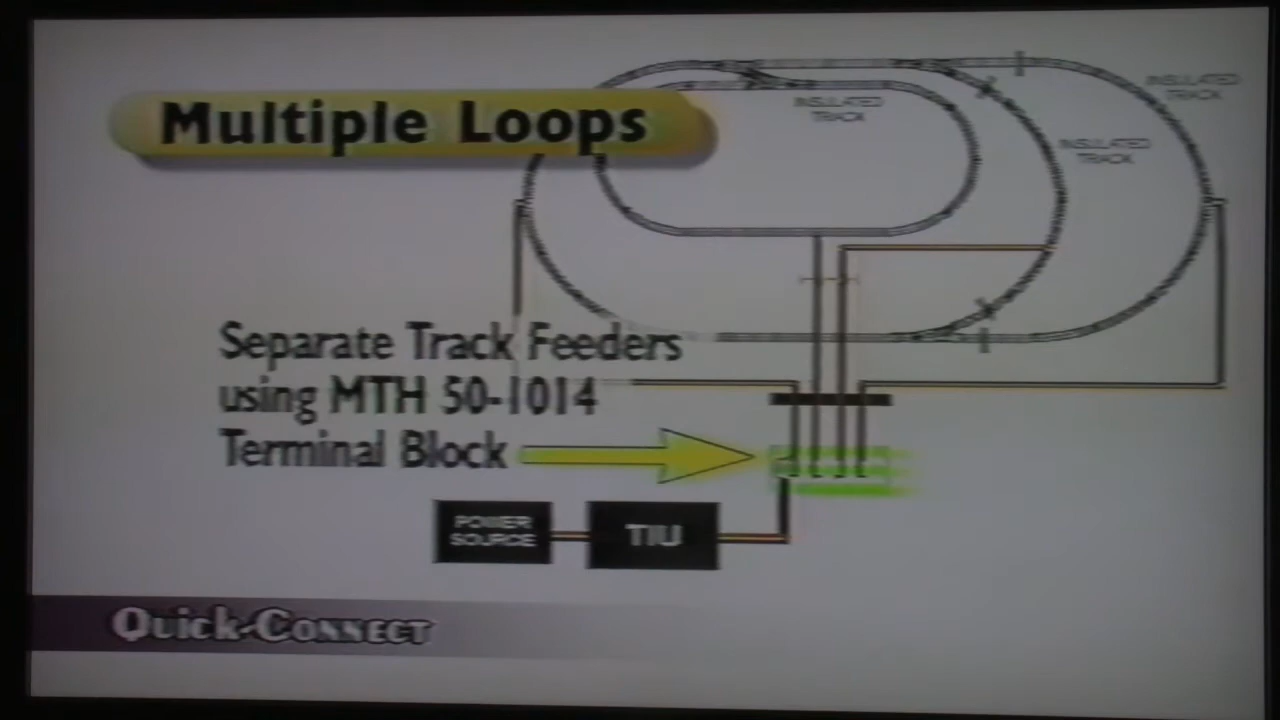 Multiple Loops
INSULATED
TRACK
INSULATED
TRACK
INSULATED
TRACK
Separate Track Feeders
using MTH 50-1014
Terminal Block
POWER
SOURCE
TIU
Quick-Connect